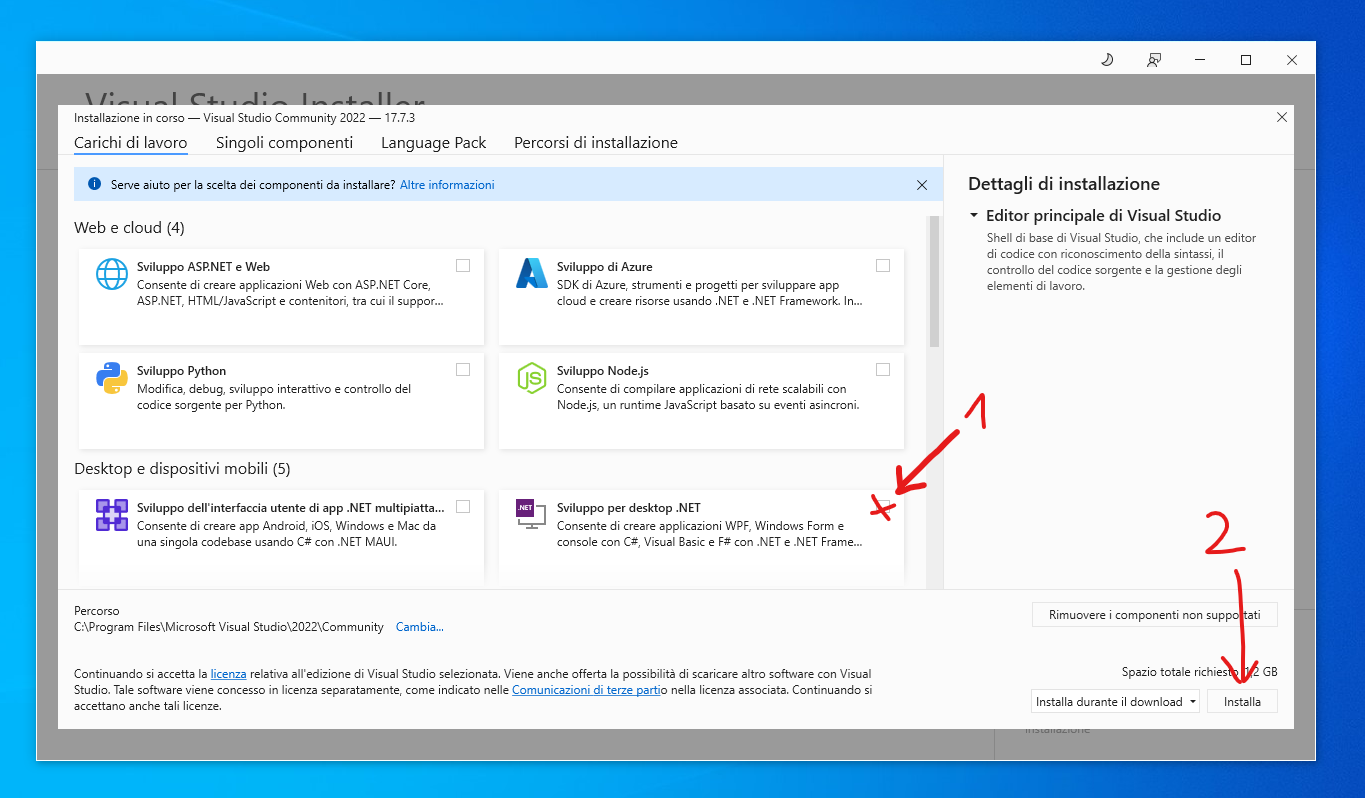 Visual Studio Installer
Installazione in corso — Visual Studio Community 2022 — 17.7.3
Carichi di lavoro
Singoli componenti
Language Pack
Percorsi di installazione
Serve aiuto per la scelta dei componenti da installare? Altre informazioni
Web e cloud (4)
Sviluppo ASP.NET e Web
Consente di creare applicazioni Web con ASP.NET Core,
ASP.NET, HTML/JavaScript e contenitori, tra cui il suppor...
Sviluppo di Azure
SDK di Azure, strumenti e progetti per sviluppare app
cloud e creare risorse usando .NET e .NET Framework. In...
Sviluppo Python
Modifica, debug, sviluppo interattivo e controllo del
codice sorgente per Python.
JS
Sviluppo Node.js
Consente di compilare applicazioni di rete scalabili con
Node.js, un runtime JavaScript basato su eventi asincroni.
Desktop e dispositivi mobili (5)
Sviluppo dell'interfaccia utente di app .NET multipiatta...
Consente di creare app Android, iOS, Windows e Mac da
una singola codebase usando C# con .NET MAUI.
.NET
Sviluppo per desktop .NET
Consente di creare applicazioni WPF, Windows Form e
console con C#, Visual Basic e F# con .NET e .NET Frame...
1
Dettagli di installazione
Editor principale di Visual Studio
Shell di base di Visual Studio, che include un editor
di codice con riconoscimento della sintassi, il
controllo del codice sorgente e la gestione degli
elementi di lavoro.
2
Percorso
C:\Program Files\Microsoft Visual Studio\2022\Community
Cambia...
Rimuovere i componenti non supportati
Continuando si accetta la licenza relativa all'edizione di Visual Studio selezionata. Viene anche offerta la possibilità di scaricare altro software con Visual
Studio. Tale software viene concesso in licenza separatamente, come indicato nelle Comunicazioni di terze partio nella licenza associata. Continuando si
accettano anche tali licenze.
Spazio totale richiesto 1,2 GB
Installa durante il download
Installa
installazione